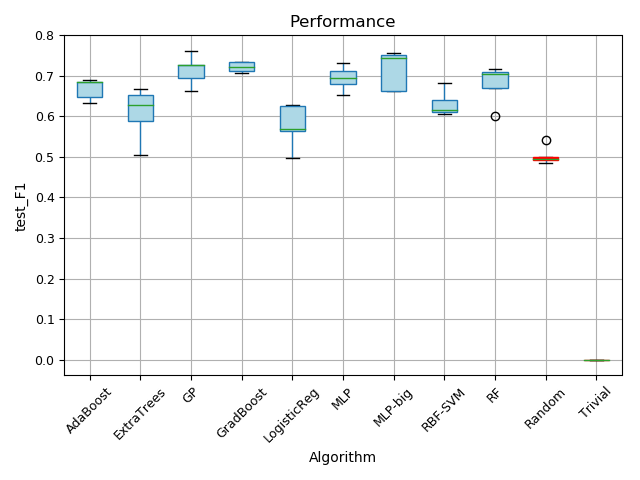 Performance
0.8
0.7
0.6
0.5
0.4
0.3
0.2
0.1
0.0
test_F1
AdaBoost
ExtraTrees
GP
GradBoost
LogisticReg
MLP
MLP-big
RBF-SVM
RF
Random
Trivial
Algorithm